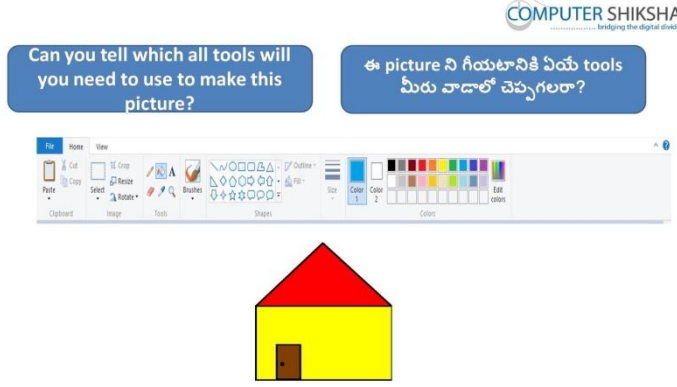 COMPUTER SHIKSHA
bridging the digital divid
Can you tell which all tools will
you need to use to make this
picture?
ఈ picture ని గీయటానికి ఏయే tools
మీరు వాడాలో చెప్పగలరా?
File Home View
Paste
Cut
Copy
Clipboard
Select
Crop
Resize
Rotate
Image
A
Tools
Brushes
Outline
Fill
Shapes
Size
Color
1
Color
2
Edit
colors
Colors